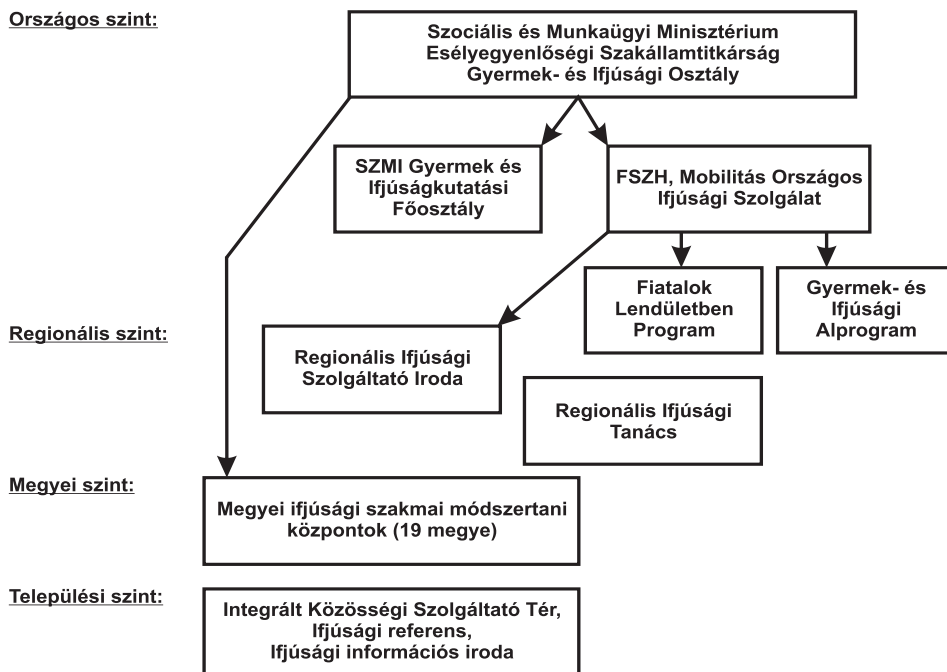 Országos szint:
Szociális és Munkaügyi Minisztérium
Esélyegyenlőségi Szakállamtitkárság
Gyermek- és Ifjúsági Osztály
SZMI Gyermek és
Ifjúságkutatási
Főosztály
FSZH, Mobilitás Országos
Ifjúsági Szolgálat
Fiatalok
Lendületben
Program
Gyermek- és
Ifjúsági
Alprogram
Regionális szint:
Regionális Ifjúsági
Szolgáltató Iroda
Regionális Ifjúsági
Tanács
Megyei szint:
Megyei ifjúsági szakmai módszertani
központok (19 megye)
Települési szint:
Integrált Közösségi Szolgáltató Tér,
Ifjúsági referens,
Ifjúsági információs iroda